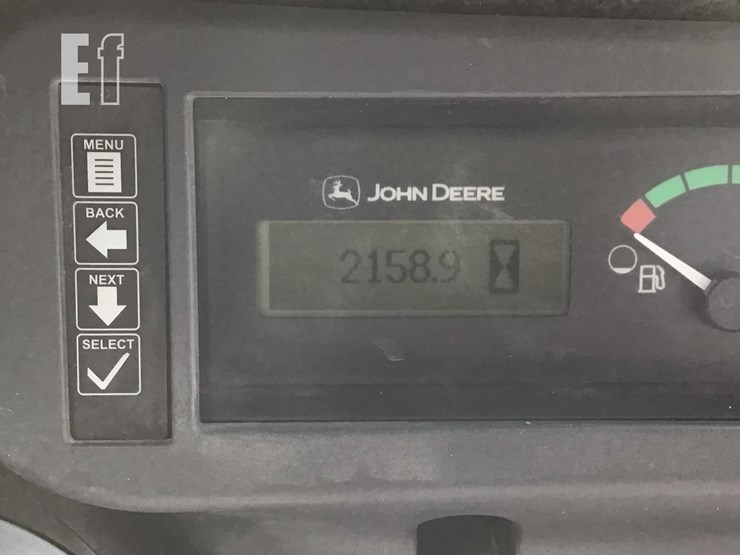 Ef
MENU
BACK
NEXT
SELECT
JOHN DEERE
2158.9